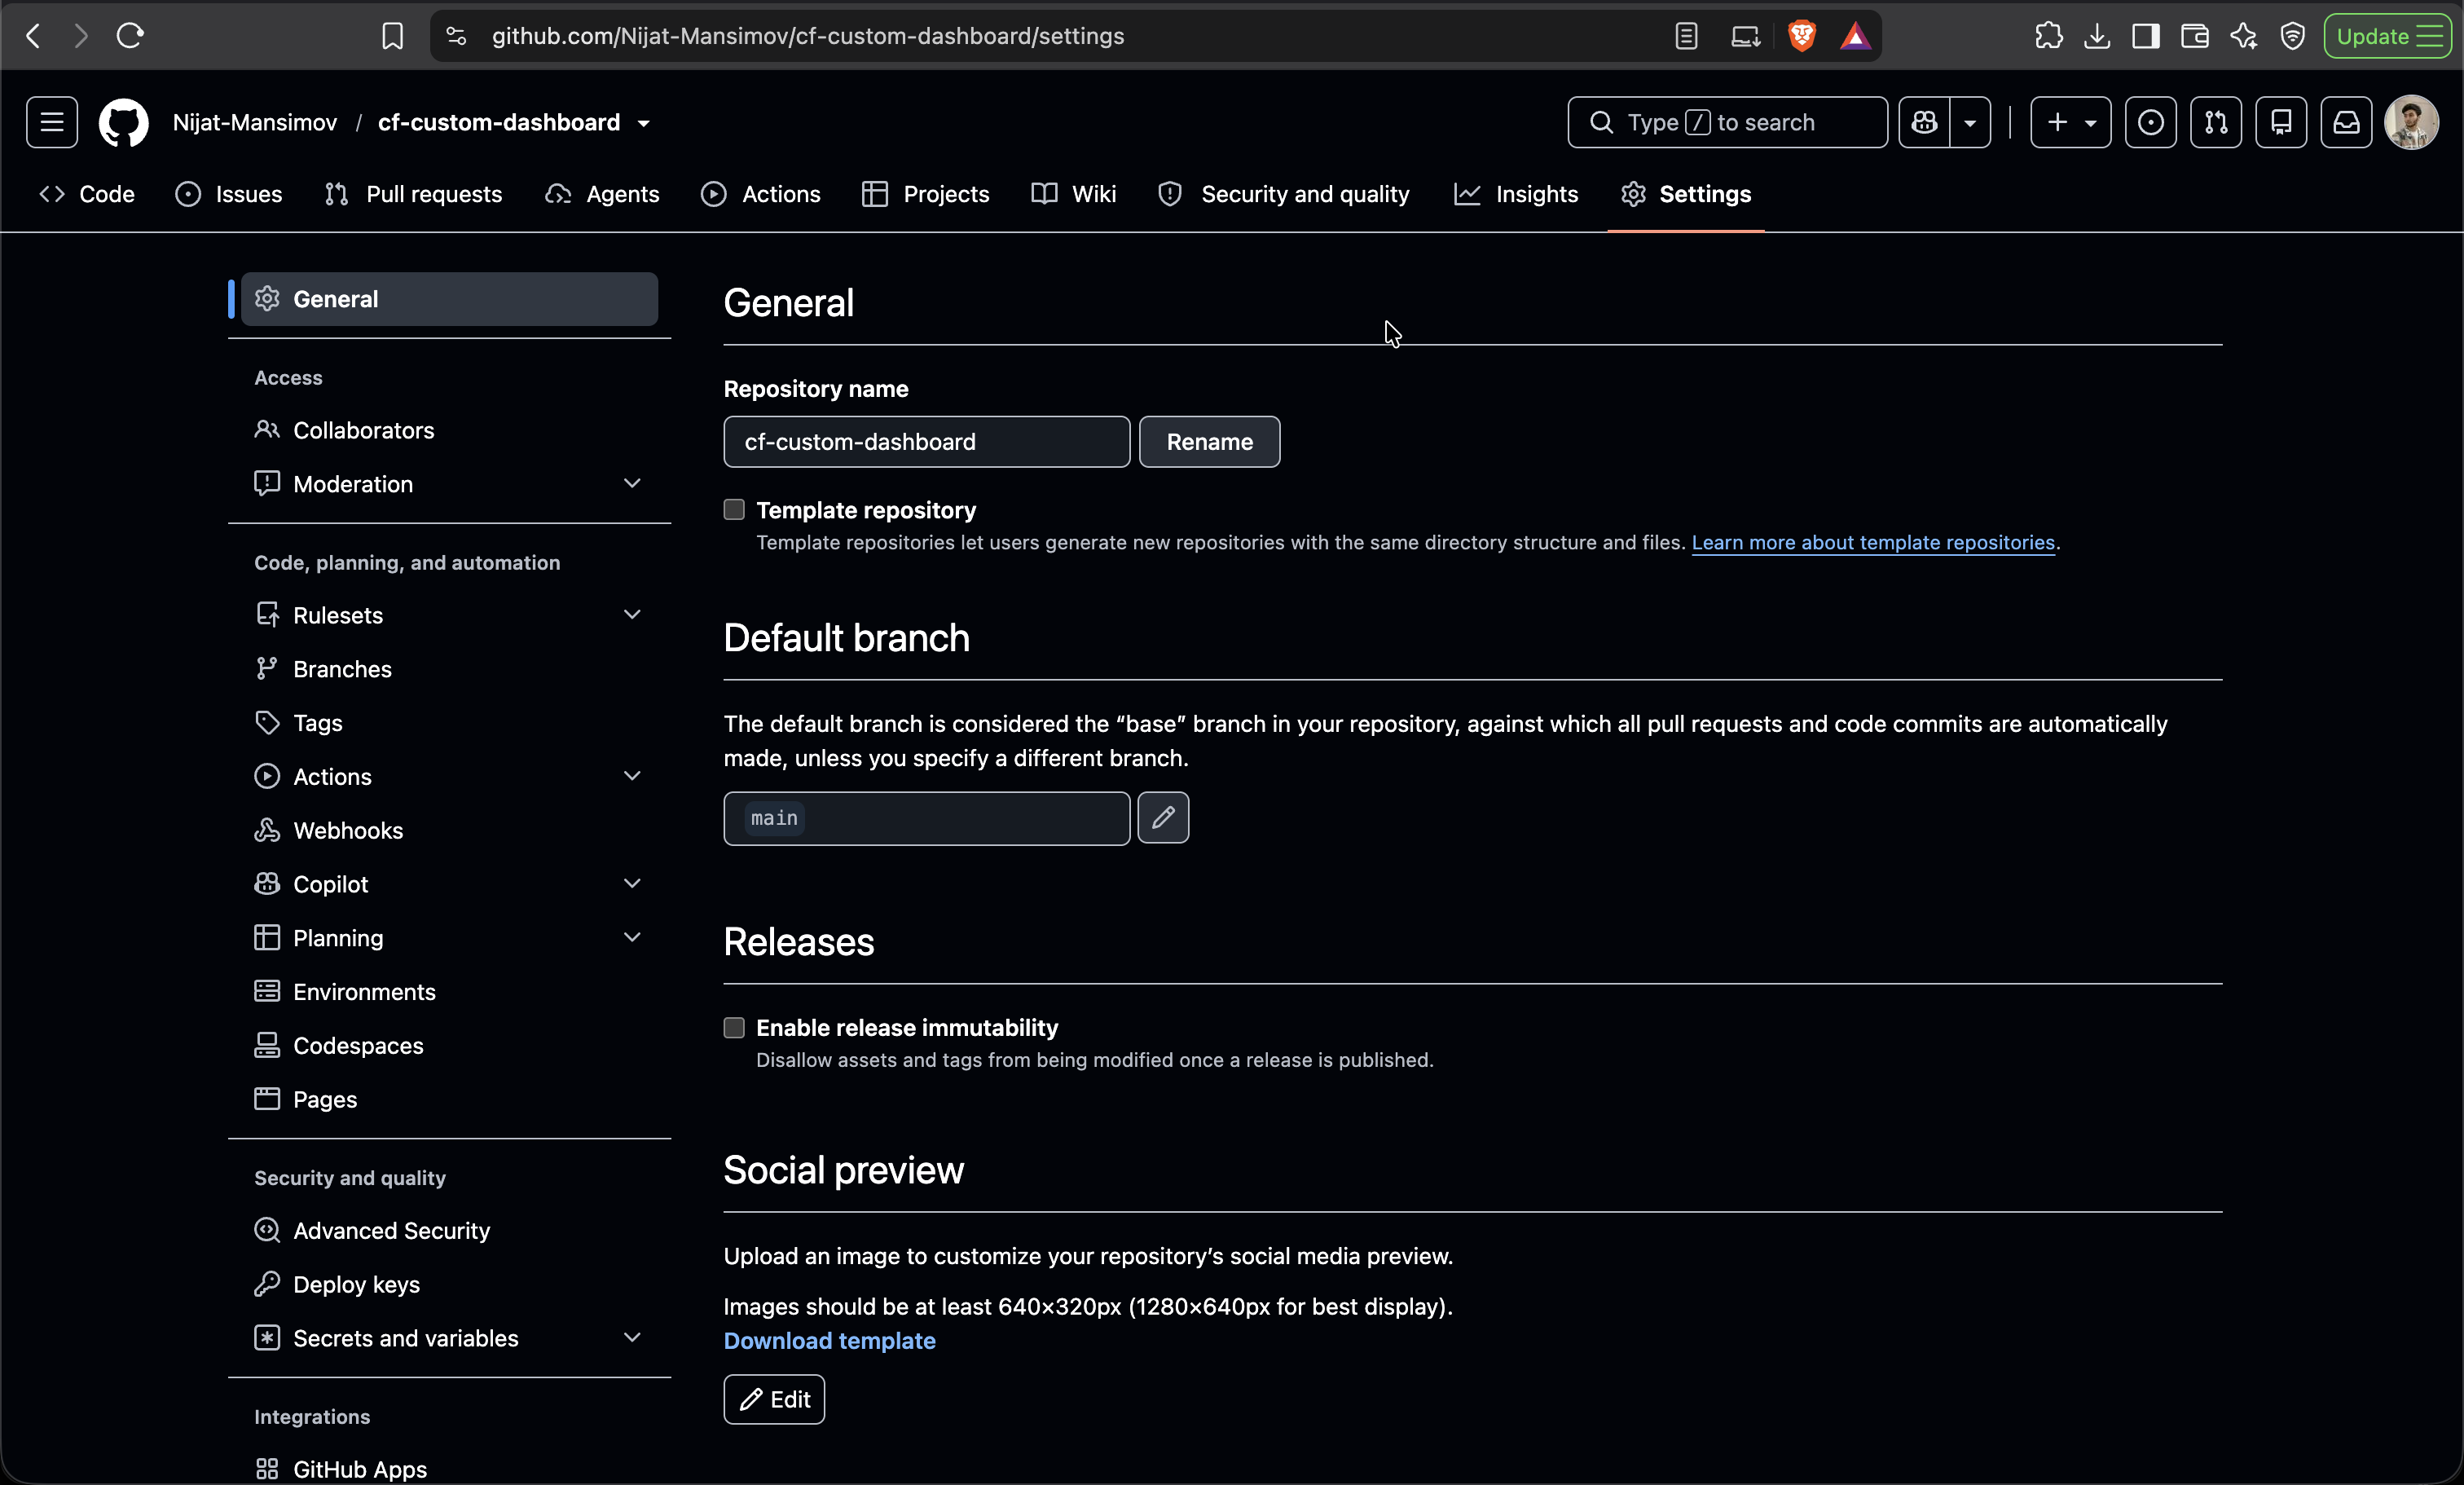 github.com/Nijat-Mansimov/cf-custom-dashboard/settings
Update
Nijat-Mansimov / cf-custom-dashboard
Type / to search
Code
Issues
Pull requests
Agents
Actions
Projects
Wiki
Security and quality
Insights
Settings
General
Access
Collaborators
Moderation
Code, planning, and automation
Rulesets
Branches
Tags
Actions
Webhooks
Copilot
Planning
Environments
Codespaces
Pages
Security and quality
Advanced Security
Deploy keys
Secrets and variables
Integrations
GitHub Apps
General
Repository name
cf-custom-dashboard
Rename
Template repository
Template repositories let users generate new repositories with the same directory structure and files. Learn more about template repositories.
Default branch
The default branch is considered the “base” branch in your repository, against which all pull requests and code commits are automatically
made, unless you specify a different branch.
main
Releases
Enable release immutability
Disallow assets and tags from being modified once a release is published.
Social preview
Upload an image to customize your repository’s social media preview.
Images should be at least 640×320px (1280×640px for best display).
Download template
Edit